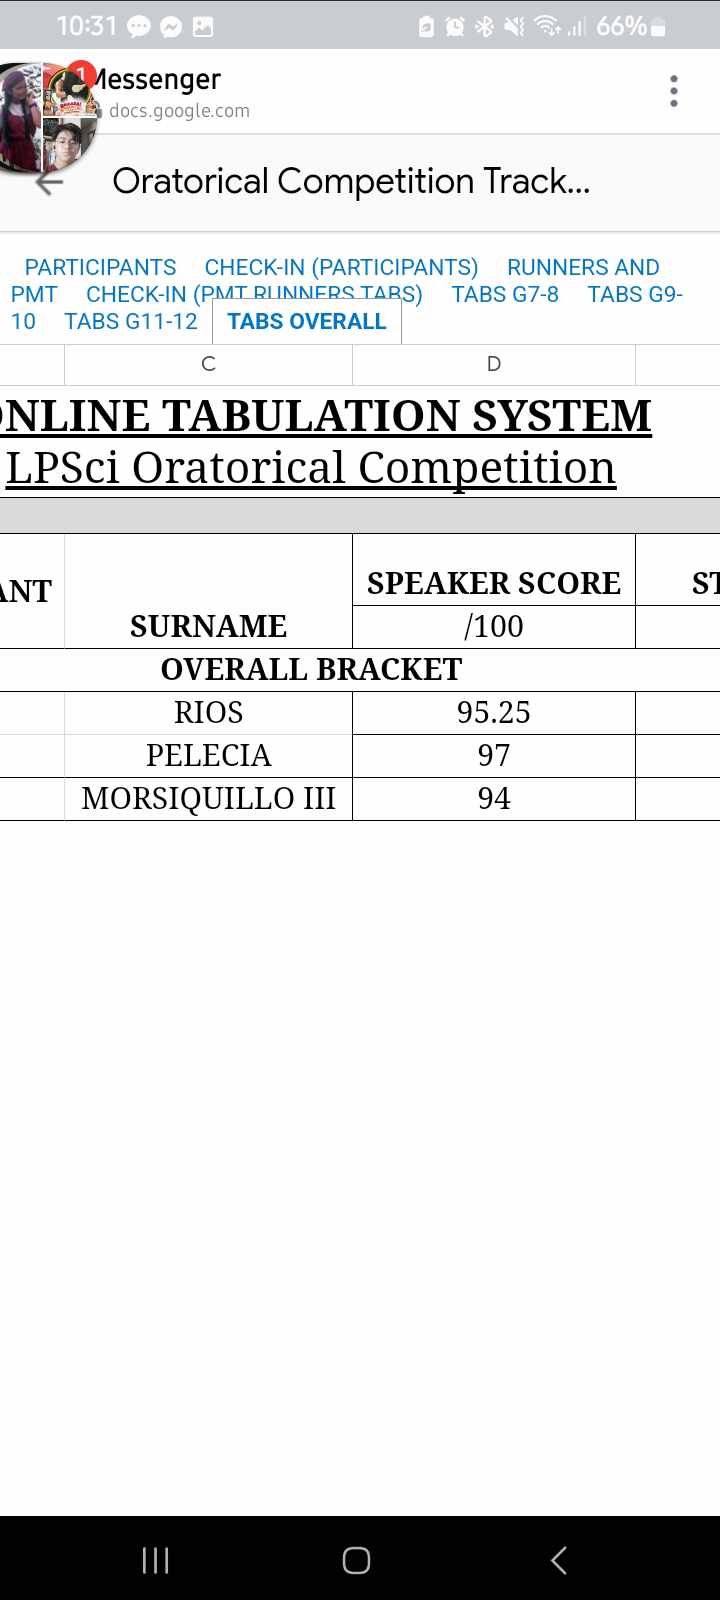 10:31 66%
1
Messenger
docs.google.com
Oratorical Competition Track...
PARTICIPANTS CHECK-IN (PARTICIPANTS) RUNNERS AND
PMT CHECK-IN (PMT RUNNERS TABS) TABS G7-8 TABS G9-
10 TABS G11-12 TABS OVERALL
C D
ONLINE TABULATION SYSTEM
LPSci Oratorical Competition
ANT SURNAME SPEAKER SCORE ST
/100
OVERALL BRACKET
RIOS 95.25
PELECIA 97
MORSIQUILLO III 94